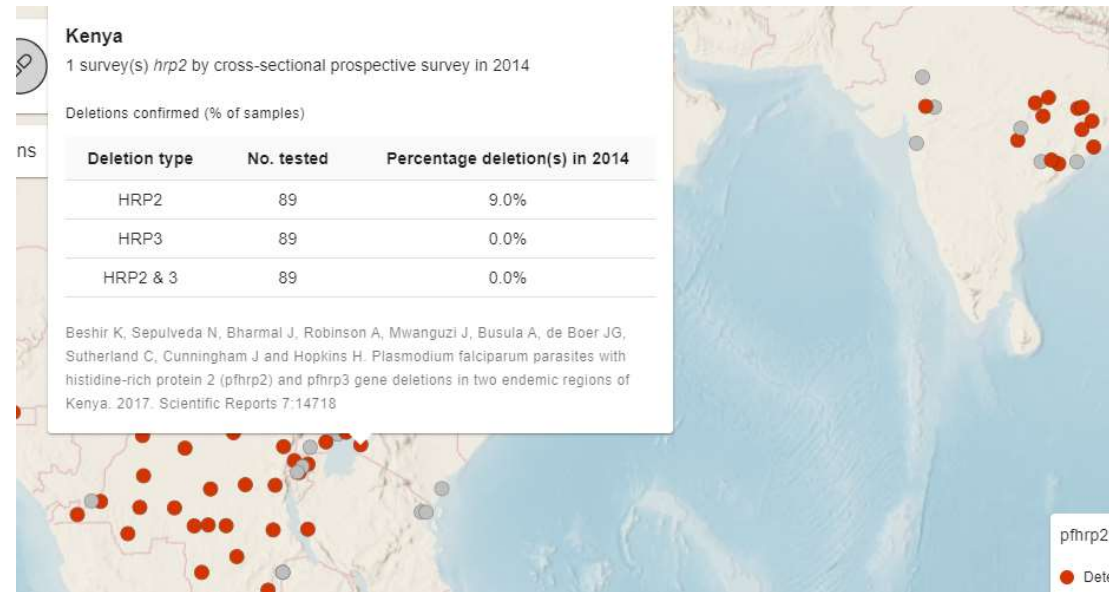 Kenya
1 survey(s) hrp2 by cross-sectional prospective survey in 2014
Deletions confirmed (% of samples)
ns
Deletion type No. tested Percentage deletion(s) in 2014
HRP2 89 9.0%
HRP3 89 0.0%
HRP2 & 3 89 0.0%
Beshir K, Sepulveda N, Bharmal J, Robinson A, Mwanguzi J, Busula A, de Boer JG,
Sutherland C, Cunningham J and Hopkins H. Plasmodium falciparum parasites with
histidine-rich protein 2 (pfhrp2) and pfhrp3 gene deletions in two endemic regions of
Kenya. 2017. Scientific Reports 7:14718
pfhrp2
Dete